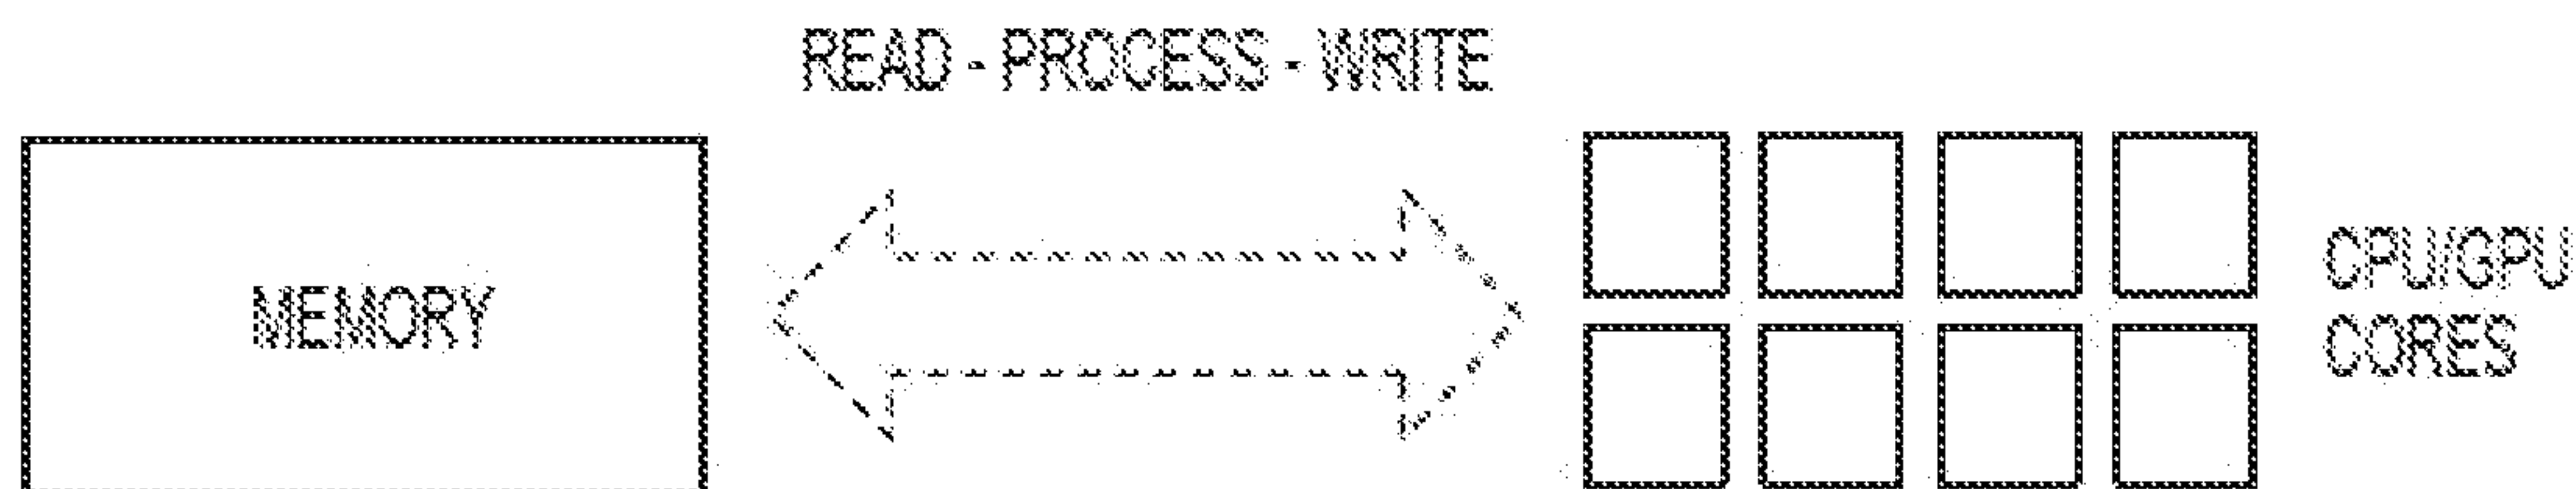 READ - PROCESS - WRITE
MEMORY
CPU/GPU
CORES